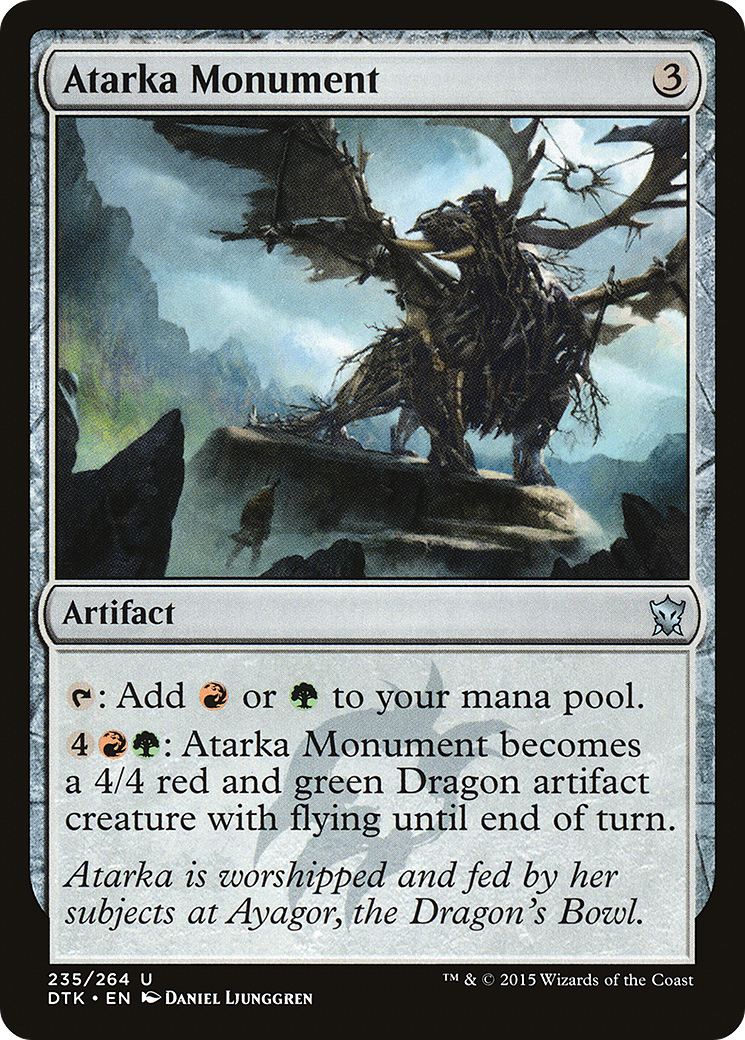 Atarka Monument 3
Artifact
: Add or to your mana pool.
4 : Atarka Monument becomes
a 4/4 red and green Dragon artifact
creature with flying until end of turn.
Atarka is worshipped and fed by her
subjects at Ayagor, the Dragon's Bowl.
235/264 U
™ & © 2015 Wizards of the Coast
DTK • EN Daniel Ljunggren